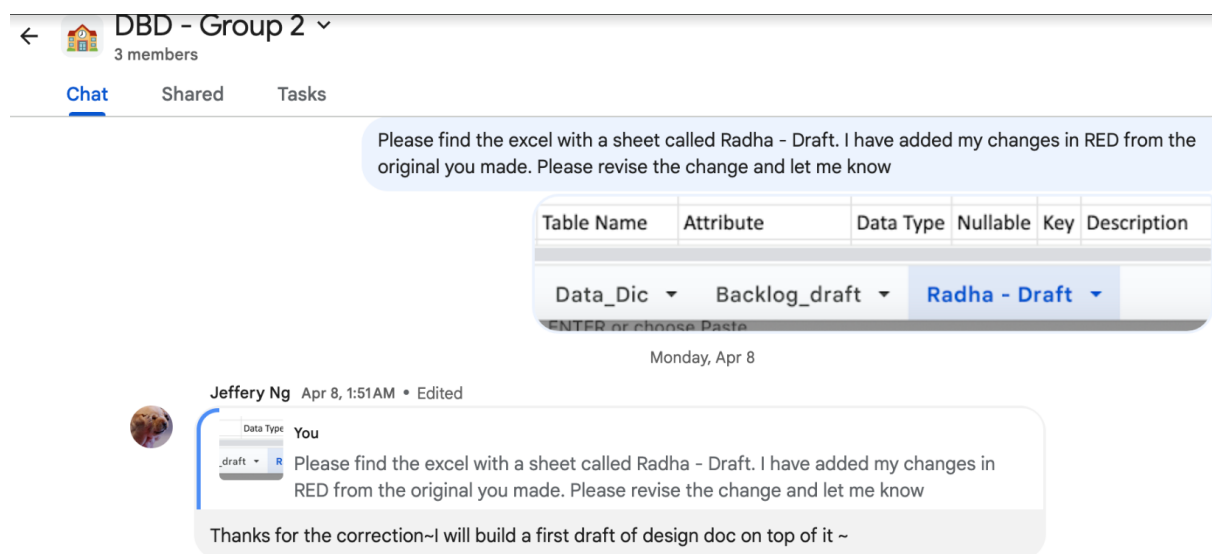 DBD - Group 2
3 members
Chat Shared Tasks
Please find the excel with a sheet called Radha - Draft. I have added my changes in RED from the
original you made. Please revise the change and let me know
Table Name Attribute Data Type Nullable Key Description
Data_Dic Backlog_draft Radha - Draft
ENTER or choose Paste
Monday, Apr 8
Jeffery Ng Apr 8, 1:51 AM • Edited
Data Type
You
_draft R
Please find the excel with a sheet called Radha - Draft. I have added my changes in
RED from the original you made. Please revise the change and let me know
Thanks for the correction~I will build a first draft of design doc on top of it ~